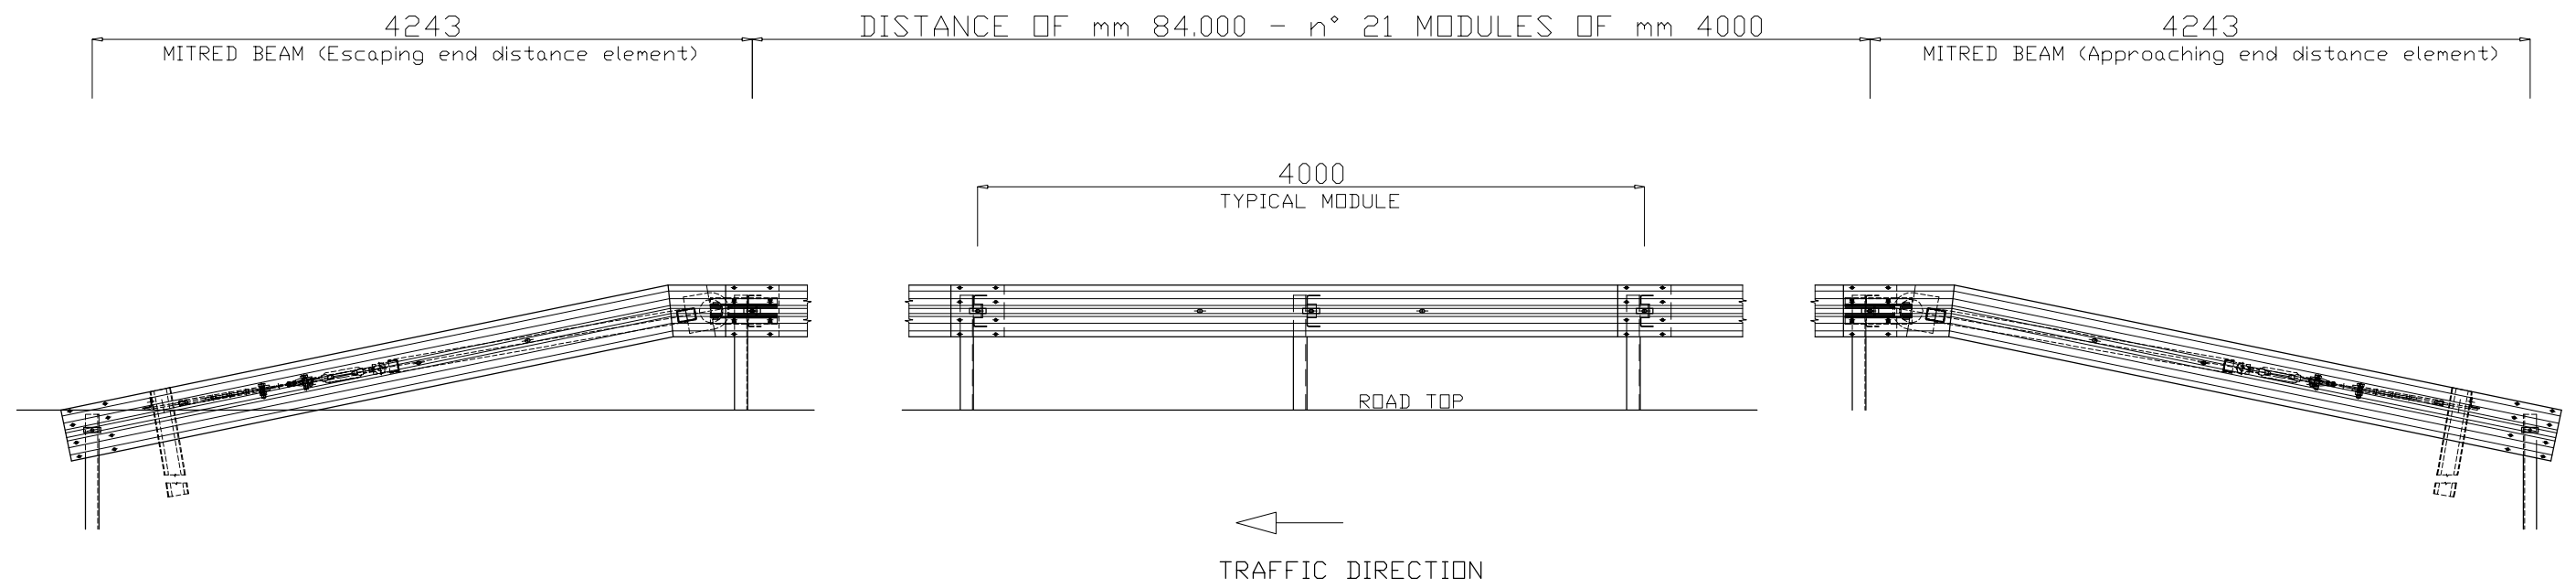 4243
MITRED BEAM (Escaping end distance element)
DISTANCE OF mm 84.000 - n° 21 MODULES OF mm 4000
4243
MITRED BEAM (Approaching end distance element)
4000
TYPICAL MODULE
ROAD TOP
TRAFFIC DIRECTION